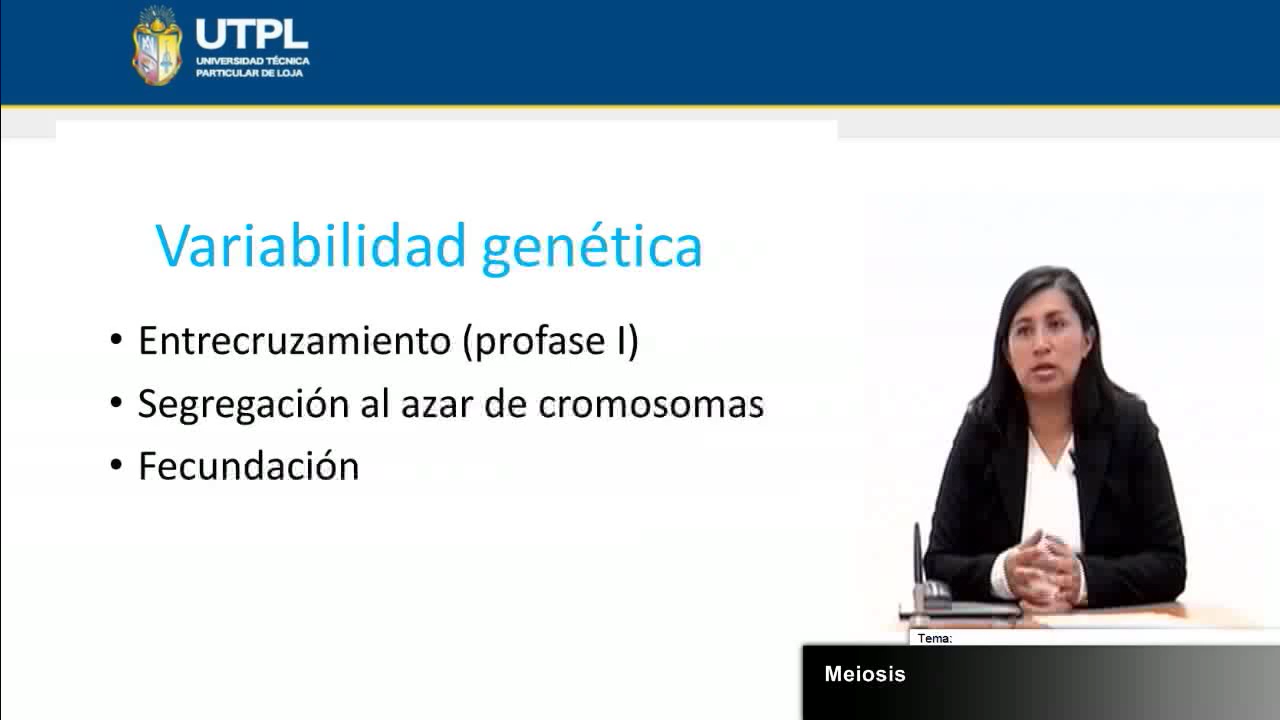 UTPL
UNIVERSIDAD TÉCNICA
PARTICULAR DE LOJA
Variabilidad genética
• Entrecruzamiento (profase I)
• Segregación al azar de cromosomas
• Fecundación
Tema:
Meiosis